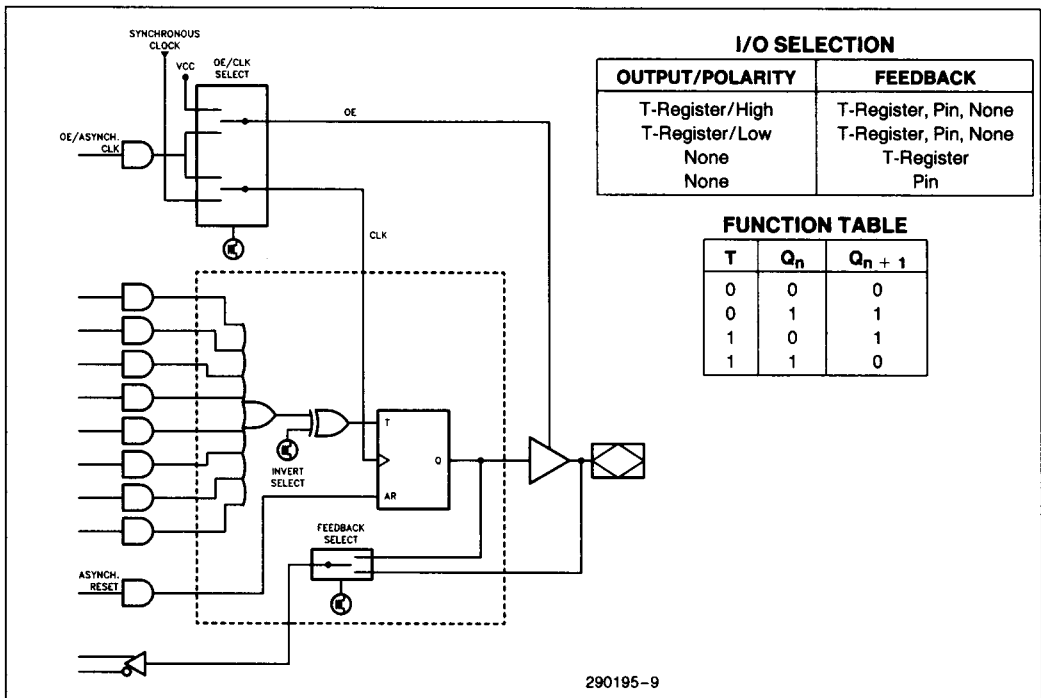 SYNCHRONOUS
CLOCK
VCC
OE/CLK
SELECT
OE
OE/ASYNCH.
CLK
CLK
T
Q
AR
INVERT
SELECT
FEEDBACK
SELECT
ASYNCH.
RESET
I/O SELECTION
OUTPUT/POLARITY FEEDBACK
T-Register/High T-Register, Pin, None
T-Register/Low T-Register, Pin, None
None T-Register
None Pin
FUNCTION TABLE
T Qn Qn + 1
0 0 0
0 1 1
1 0 1
1 1 0
290195-9